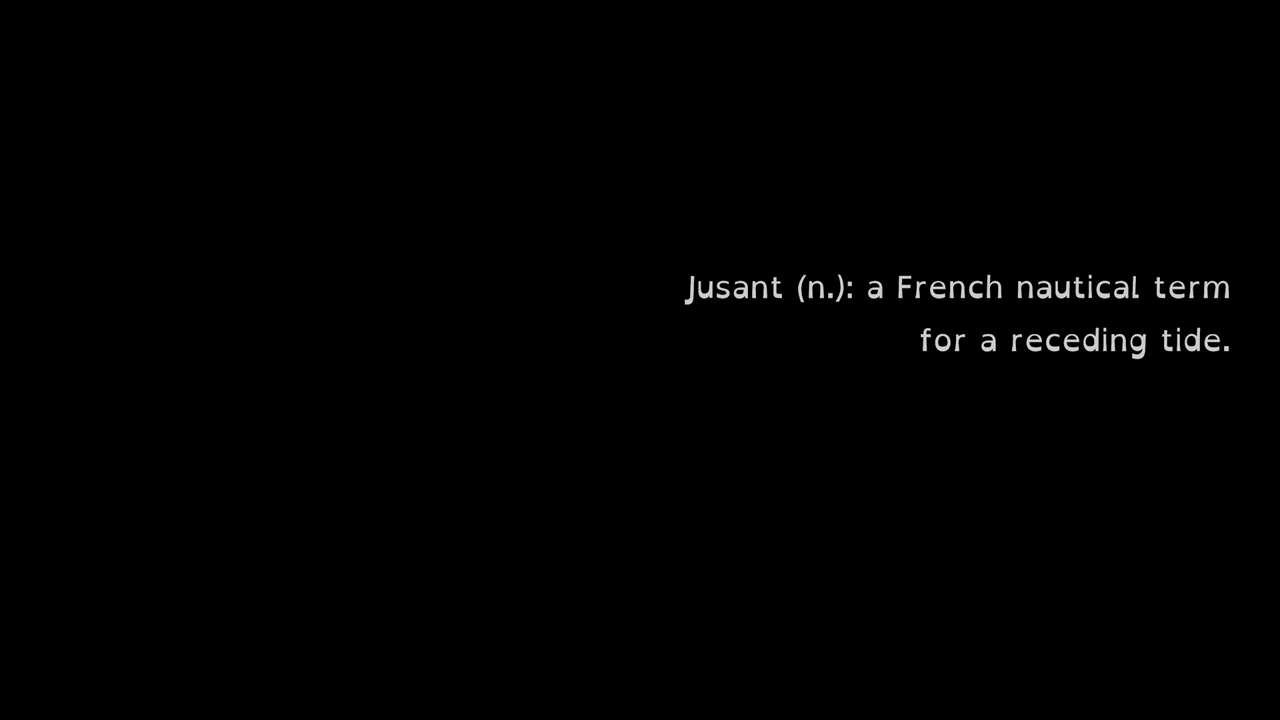 Jusant (n.): a French nautical term
for a receding tide.